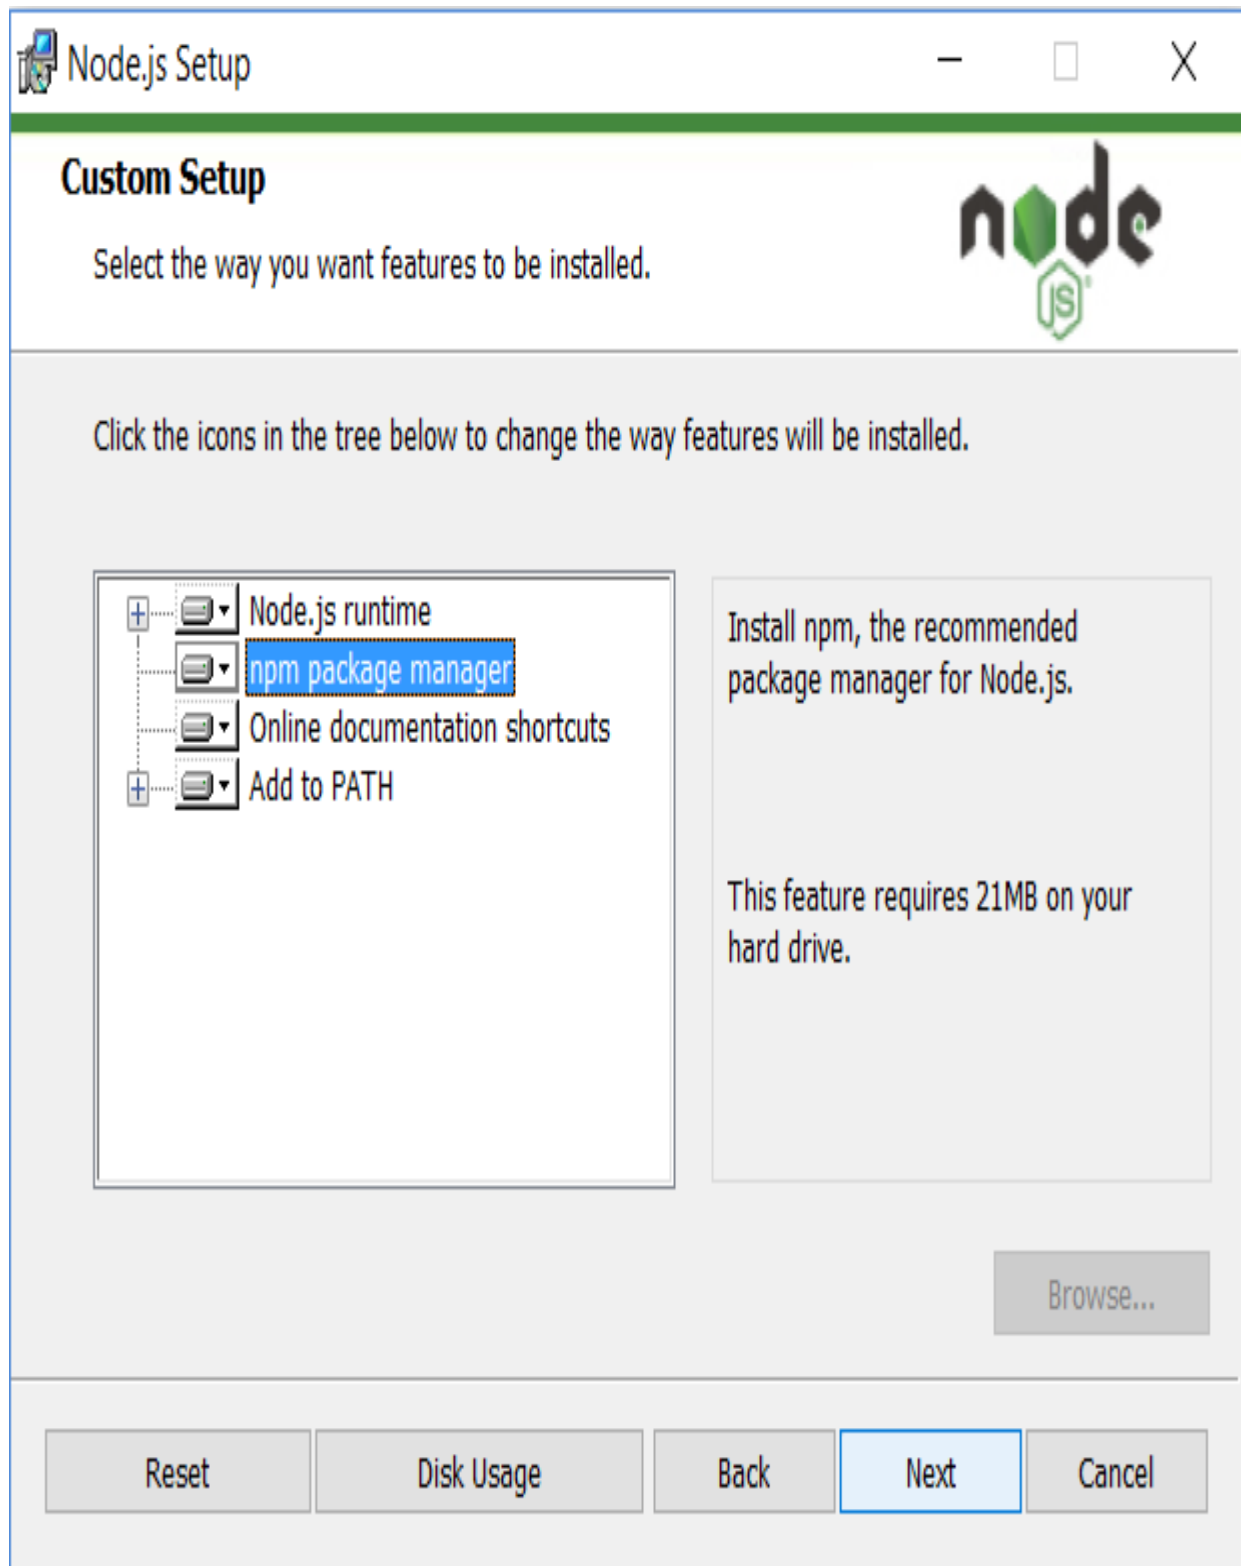 Node.js Setup
Custom Setup
Select the way you want features to be installed.
node
JS
Click the icons in the tree below to change the way features will be installed.
Node.js runtime
npm package manager
Online documentation shortcuts
Add to PATH
Install npm, the recommended
package manager for Node.js.
This feature requires 21MB on your
hard drive.
Browse...
Reset
Disk Usage
Back
Next
Cancel